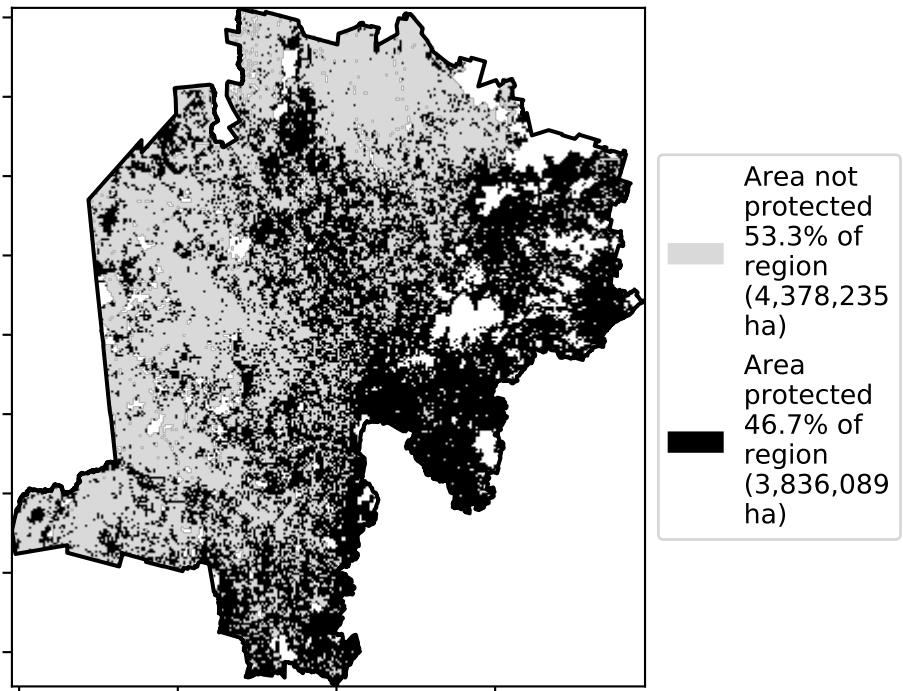 Area not
protected
53.3% of
region
(4,378,235
ha)
Area
protected
46.7% of
region
(3,836,089
ha)